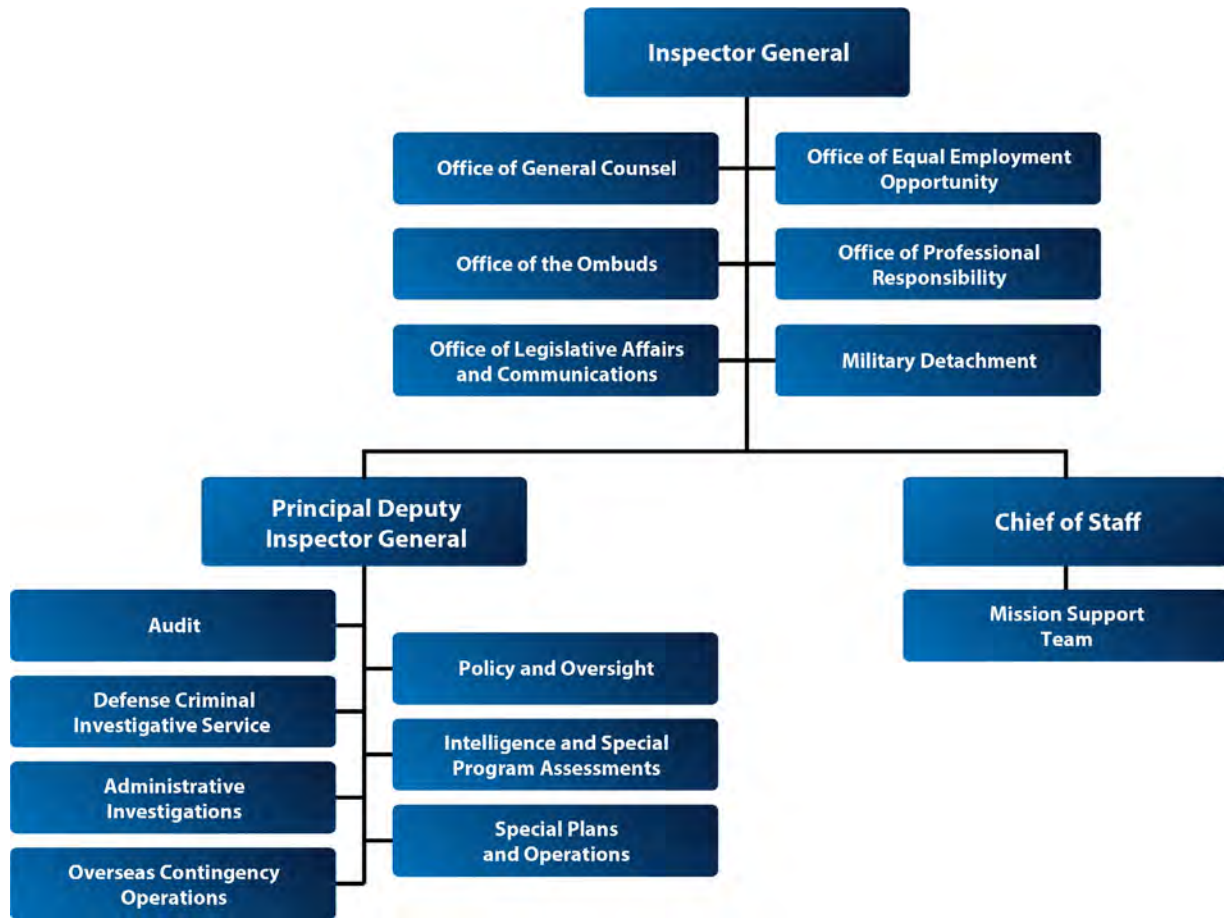 Inspector General
Office of General Counsel
Office of Equal Employment
Opportunity
Office of the Ombuds
Office of Professional
Responsibility
Office of Legislative Affairs
and Communications
Military Detachment
Principal Deputy
Inspector General
Chief of Staff
Mission Support
Team
Audit
Policy and Oversight
Defense Criminal
Investigative Service
Intelligence and Special
Program Assessments
Administrative
Investigations
Special Plans
and Operations
Overseas Contingency
Operations